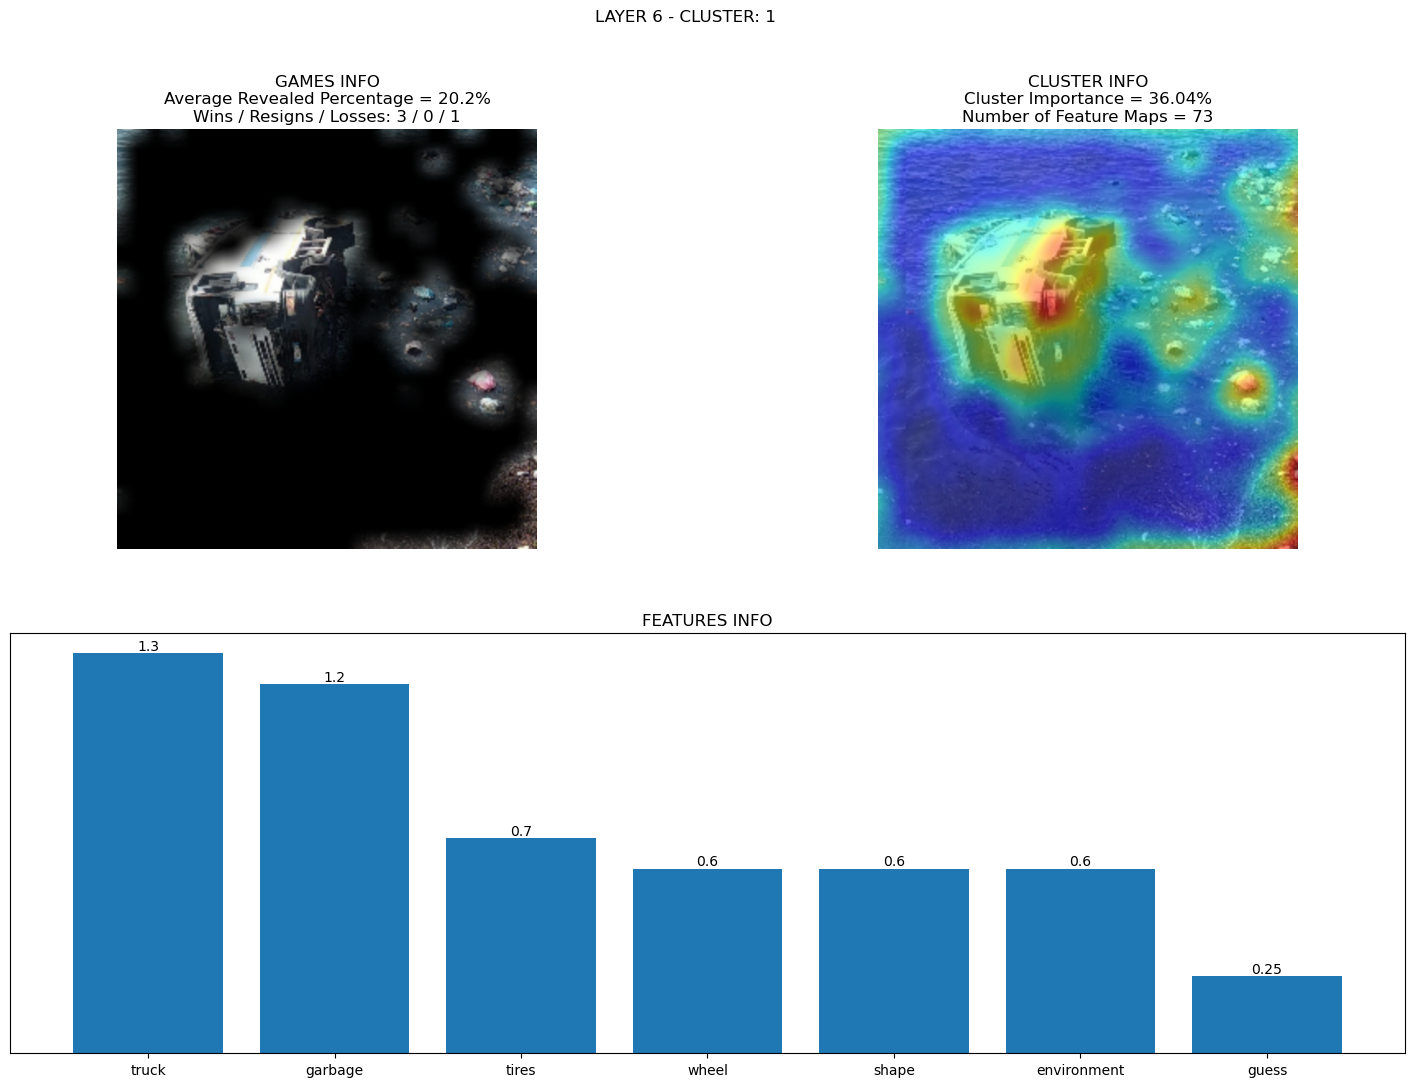 LAYER 6 - CLUSTER: 1
GAMES INFO
Average Revealed Percentage = 20.2%
Wins / Resigns / Losses: 3 / 0 / 1
CLUSTER INFO
Cluster Importance = 36.04%
Number of Feature Maps = 73
FEATURES INFO
1.3
1.2
0.7
0.6
0.6
0.6
0.25
truck
garbage
tires
wheel
shape
environment
guess